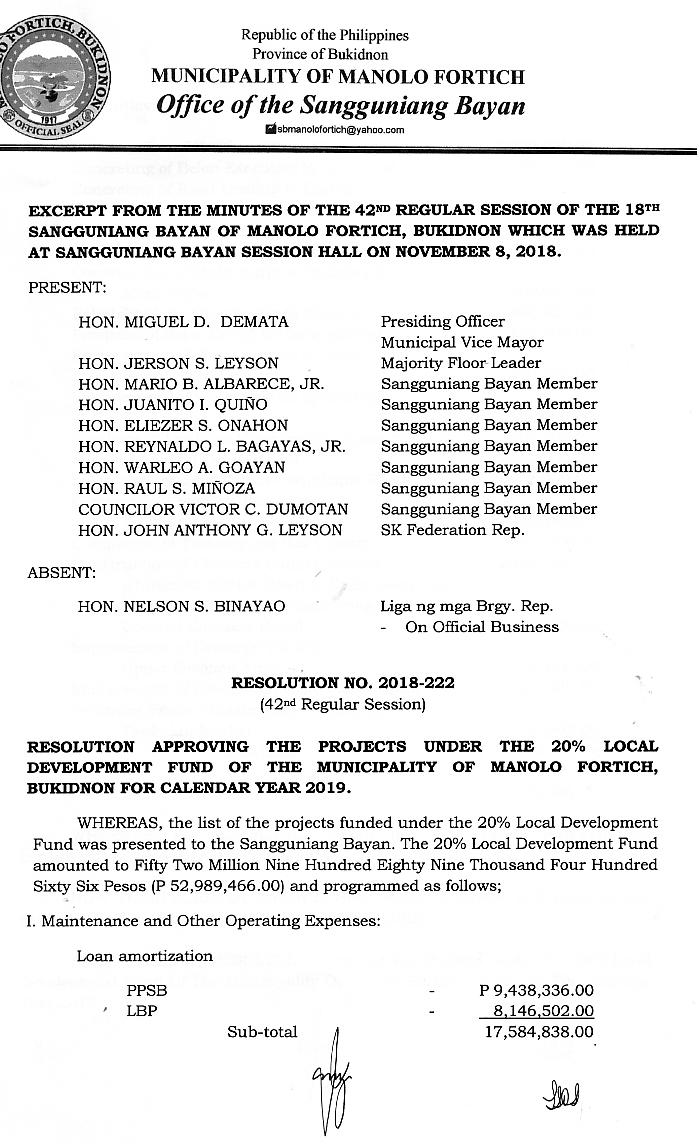 MANOLO FORTICH, BUKIDNON
1917
OFFICIAL SEAL
Republic of the Philippines
Province of Bukidnon
MUNICIPALITY OF MANOLO FORTICH
Office of the Sangguniang Bayan
sbmanolofortich@yahoo.com
EXCERPT FROM THE MINUTES OF THE 42ND REGULAR SESSION OF THE 18TH
SANGGUNIANG BAYAN OF MANOLO FORTICH, BUKIDNON WHICH WAS HELD
AT SANGGUNIANG BAYAN SESSION HALL ON NOVEMBER 8, 2018.
PRESENT:
HON. MIGUEL D. DEMATA Presiding Officer
Municipal Vice Mayor
HON. JERSON S. LEYSON Majority Floor Leader
HON. MARIO B. ALBARECE, JR. Sangguniang Bayan Member
HON. JUANITO I. QUIÑO Sangguniang Bayan Member
HON. ELIEZER S. ONAHON Sangguniang Bayan Member
HON. REYNALDO L. BAGAYAS, JR. Sangguniang Bayan Member
HON. WARLEO A. GOAYAN Sangguniang Bayan Member
HON. RAUL S. MIÑOZA Sangguniang Bayan Member
COUNCILOR VICTOR C. DUMOTAN Sangguniang Bayan Member
HON. JOHN ANTHONY G. LEYSON SK Federation Rep.
ABSENT:
HON. NELSON S. BINAYAO Liga ng mga Brgy. Rep.
- On Official Business
RESOLUTION NO. 2018-222
(42nd Regular Session)
RESOLUTION APPROVING THE PROJECTS UNDER THE 20% LOCAL
DEVELOPMENT FUND OF THE MUNICIPALITY OF MANOLO FORTICH,
BUKIDNON FOR CALENDAR YEAR 2019.
WHEREAS, the list of the projects funded under the 20% Local Development
Fund was presented to the Sangguniang Bayan. The 20% Local Development Fund
amounted to Fifty Two Million Nine Hundred Eighty Nine Thousand Four Hundred
Sixty Six Pesos (P 52,989,466.00) and programmed as follows;
I. Maintenance and Other Operating Expenses:
Loan amortization
PPSB - P 9,438,336.00
LBP - 8,146,502.00
Sub-total 17,584,838.00